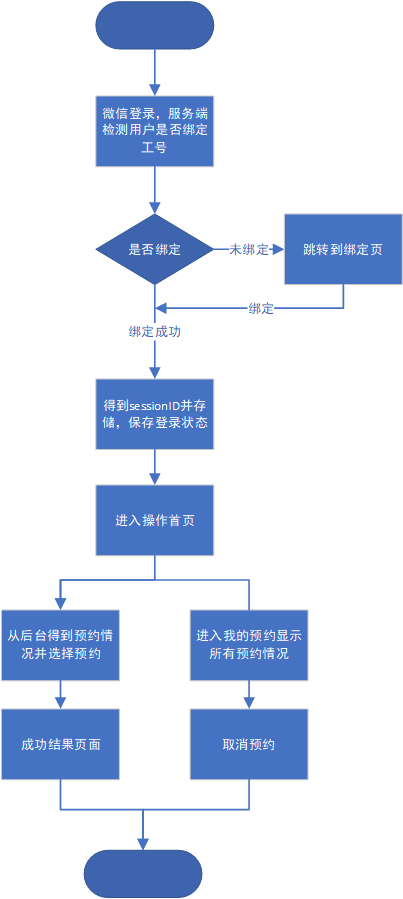 微信登录，服务端
检测用户是否绑定
工号
是否绑定
未绑定
跳转到绑定页
绑定
绑定成功
得到sessionID并存
储，保存登录状态
进入操作首页
从后台得到预约情
况并选择预约
进入我的预约显示
所有预约情况
成功结果页面
取消预约